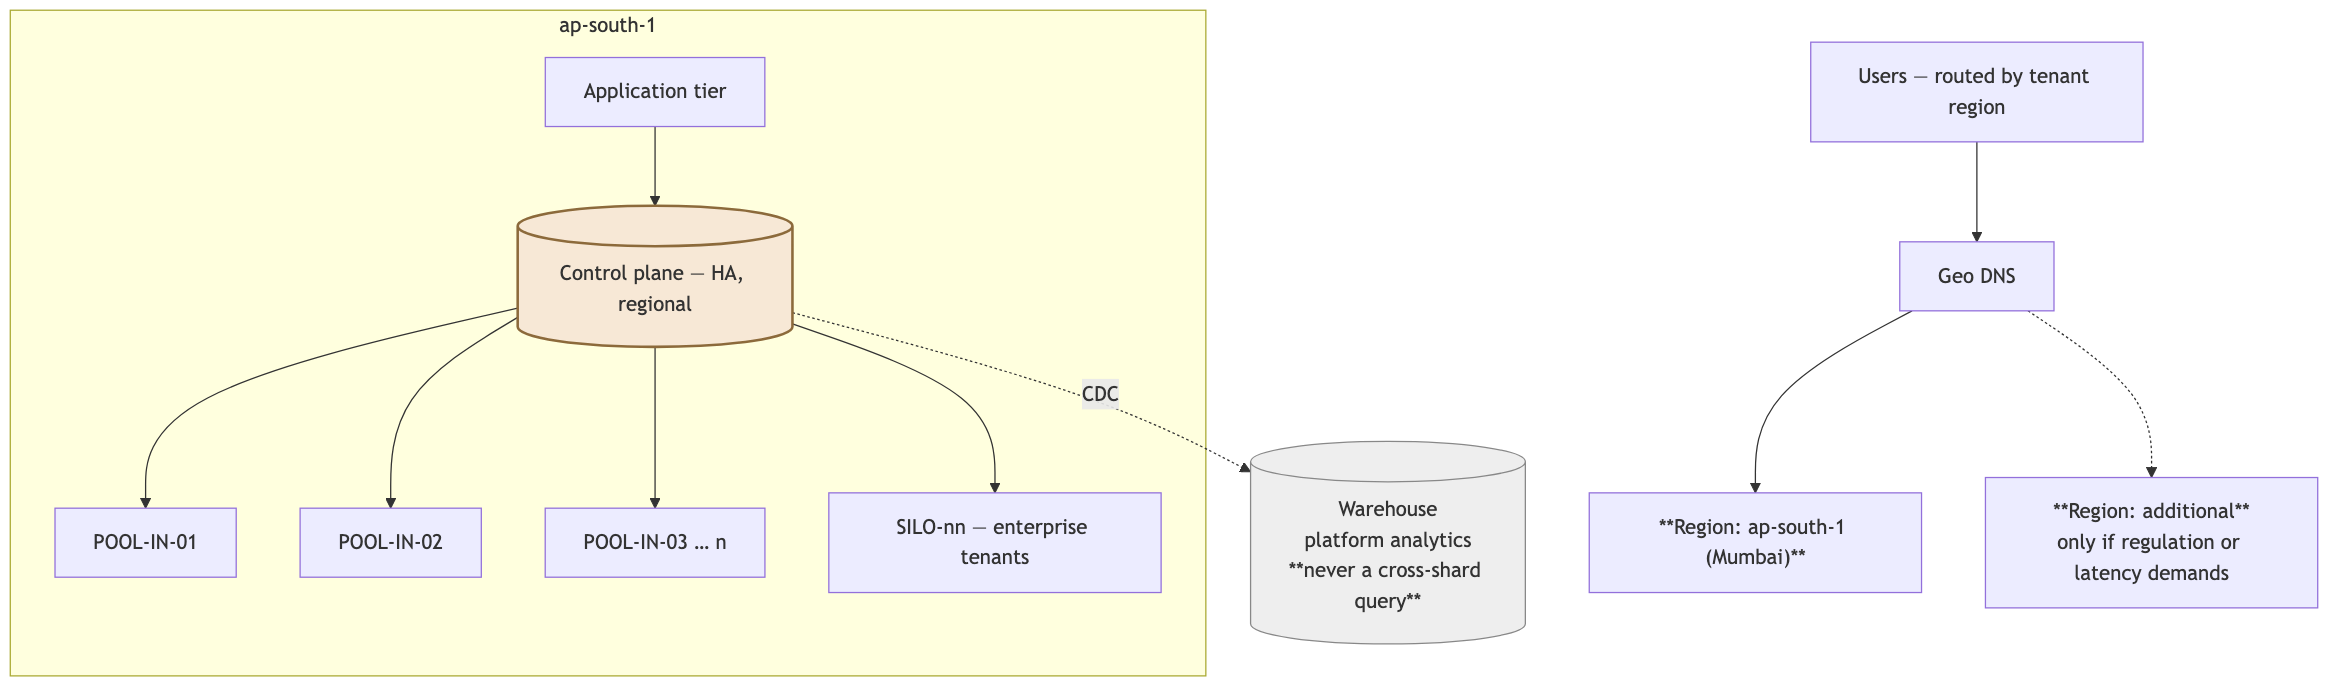 ap-south-1
Application tier
Control plane — HA,
regional
CDC
POOL-IN-01
POOL-IN-02
POOL-IN-03 ... n
SILO-nn — enterprise
tenants
Warehouse
platform analytics
**never a cross-shard
query**
Users — routed by tenant
region
Geo DNS
**Region: ap-south-1
(Mumbai)**
**Region: additional**
only if regulation or
latency demands